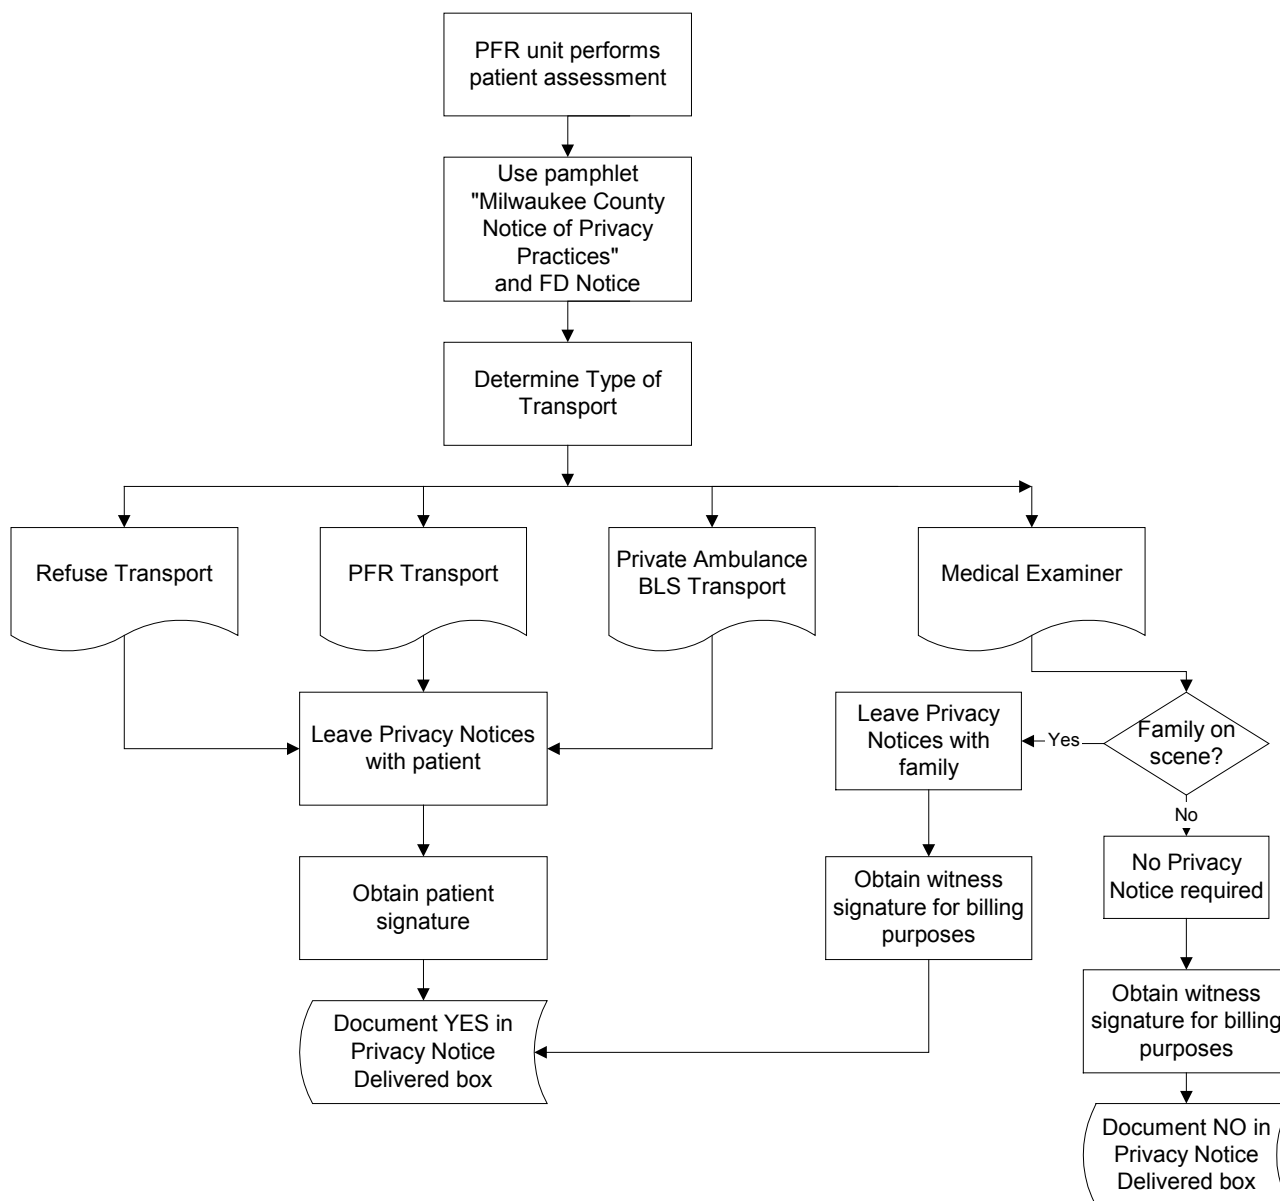 PFR unit performs
patient assessment
Use pamphlet
"Milwaukee County
Notice of Privacy
Practices"
and FD Notice
Determine Type of
Transport
Refuse Transport
PFR Transport
Private Ambulance
BLS Transport
Medical Examiner
Leave Privacy Notices
with patient
Leave Privacy
Notices with
family
Yes
Family on
scene?
No
No Privacy
Notice required
Obtain patient
signature
Obtain witness
signature for billing
purposes
Obtain witness
signature for billing
purposes
Document YES in
Privacy Notice
Delivered box
Document NO in
Privacy Notice
Delivered box